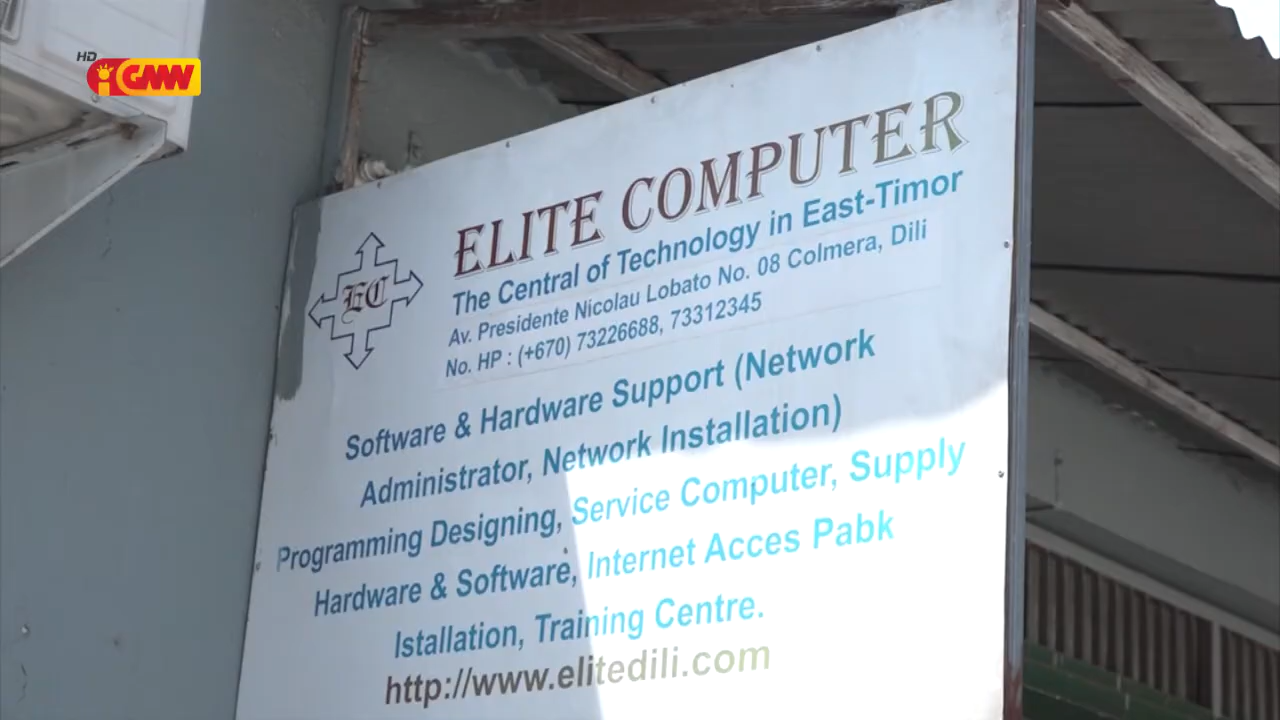 HD
GMN
ELITE COMPUTER
EC
The Central of Technology in East-Timor
Av. Presidente Nicolau Lobato No. 08 Colmera, Dili
No. HP : (+670) 73226688, 73312345
Software & Hardware Support (Network
Administrator, Network Installation)
Programming Designing, Service Computer, Supply
Hardware & Software, Internet Acces Pabk
Istallation, Training Centre.
http://www.elitedili.com